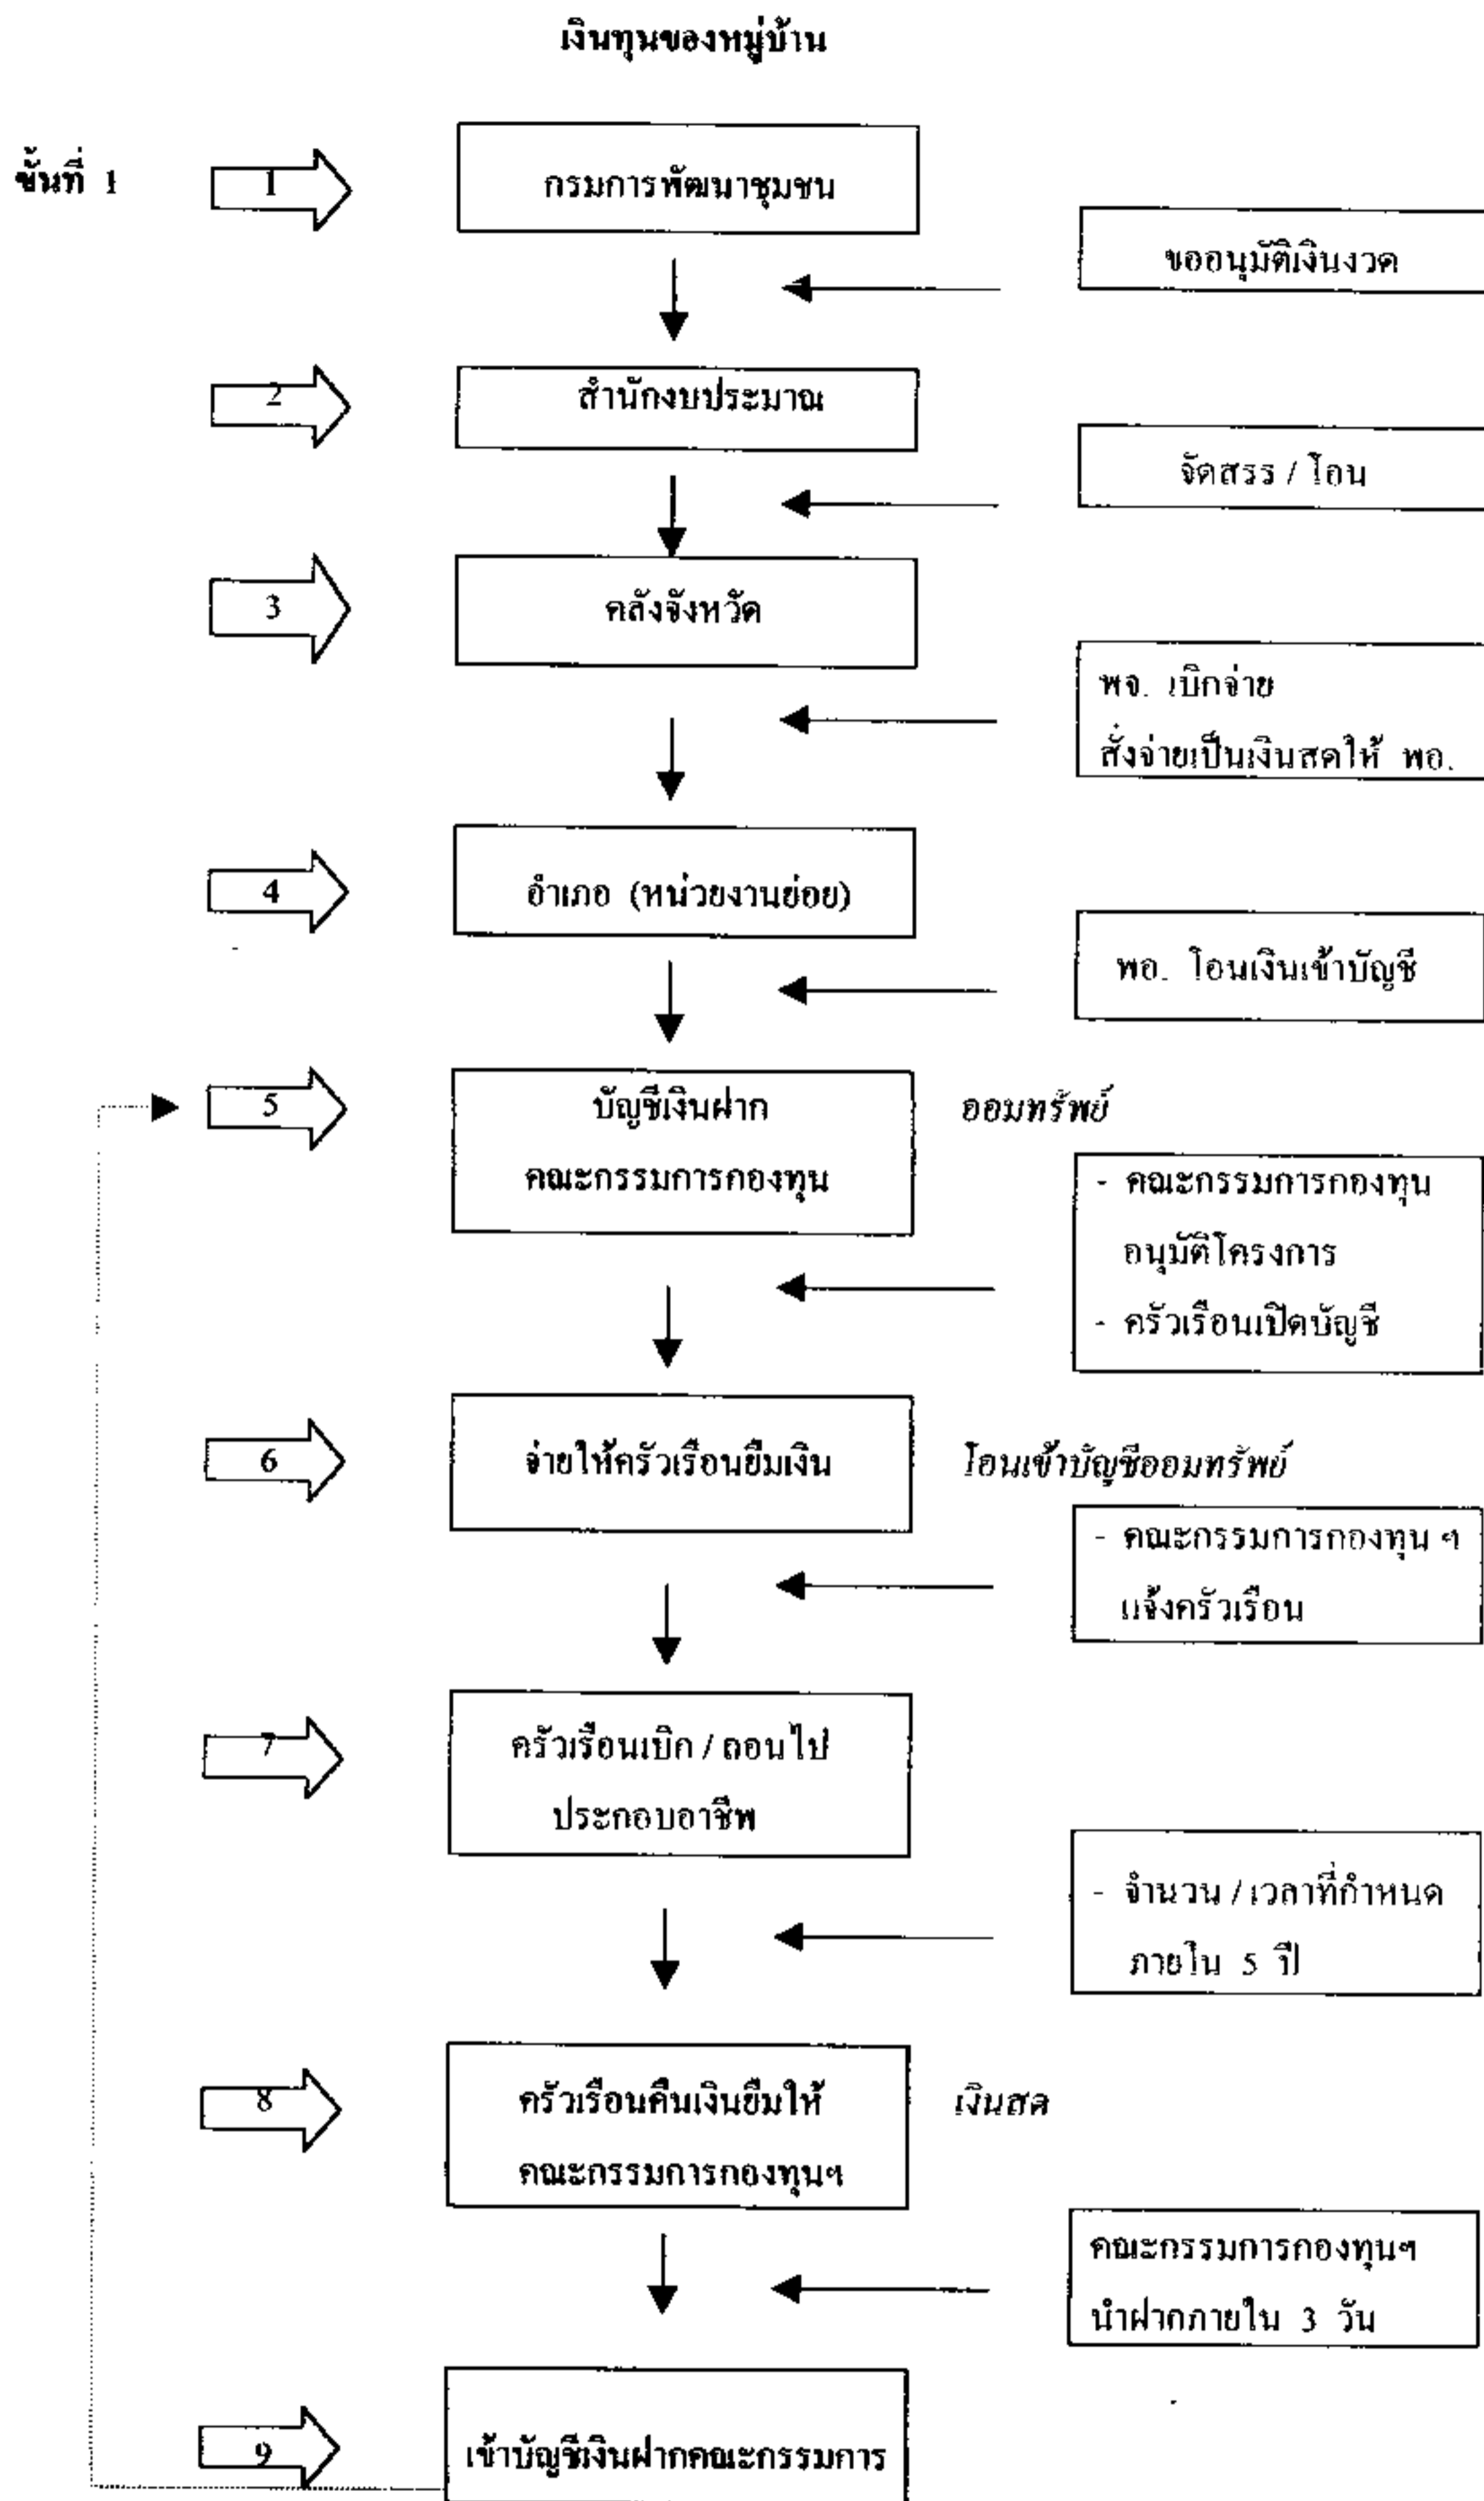 เงินทุนของหมู่บ้าน
ขั้นที่ 1
1
กรมการพัฒนาชุมชน
ขออนุมัติเงินงวด
2
สำนักงบประมาณ
จัดสรร / โอน
3
คลังจังหวัด
พจ. เบิกจ่าย
สั่งจ่ายเป็นเงินสดให้ พอ.
4
อำเภอ (หน่วยงานย่อย)
พอ. โอนเงินเข้าบัญชี
5
บัญชีเงินฝาก
คณะกรรมการกองทุน
ออมทรัพย์
- คณะกรรมการกองทุน
อนุมัติโครงการ
- ครัวเรือนเปิดบัญชี
6
จ่ายให้ครัวเรือนยืมเงิน
โอนเข้าบัญชีออมทรัพย์
- คณะกรรมการกองทุน ฯ
แจ้งครัวเรือน
7
ครัวเรือนเบิก / ถอนไป
ประกอบอาชีพ
- จำนวน / เวลาที่กำหนด
ภายใน 5 ปี
8
ครัวเรือนคืนเงินยืมให้
คณะกรรมการกองทุนฯ
เงินสด
คณะกรรมการกองทุนฯ
นำฝากภายใน 3 วัน
9
เข้าบัญชีเงินฝากคณะกรรมการ